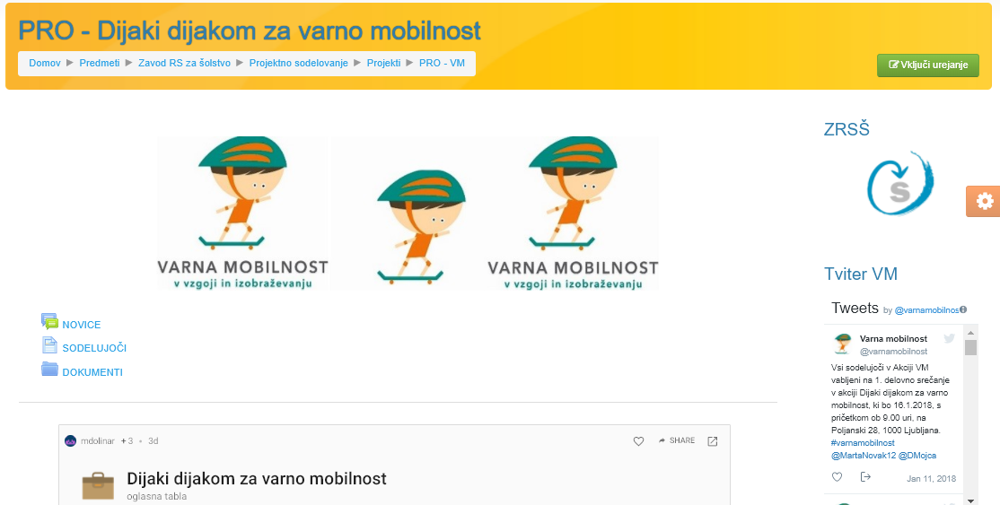 PRO - Dijaki dijakom za varno mobilnost
Domov ► Predmeti ► Zavod RS za šolstvo ► Projektno sodelovanje ► Projekti ► PRO - VM
Vključi urejanje
VARNA MOBILNOST
v vzgoji in izobraževanju
VARNA MOBILNOST
v vzgoji in izobraževanju
NOVICE
SODELUJOČI
DOKUMENTI
mdolinar +3 • 3d
SHARE
Dijaki dijakom za varno mobilnost
oglasna tabla
ZRSŠ
S
Tviter VM
Tweets by @varnamobilnos
Varna mobilnost
@varnamobilnost
Vsi sodelujoči v Akciji VM
vabljeni na 1. delovno srečanje
v akciji Dijaki dijakom za varno
mobilnost, ki bo 16.1.2018, s
pričetkom ob 9.00 uri, na
Poljanski 28, 1000 Ljubljana.
#varnamobilnost
@MartaNovak12 @DMojca
Jan 11, 2018